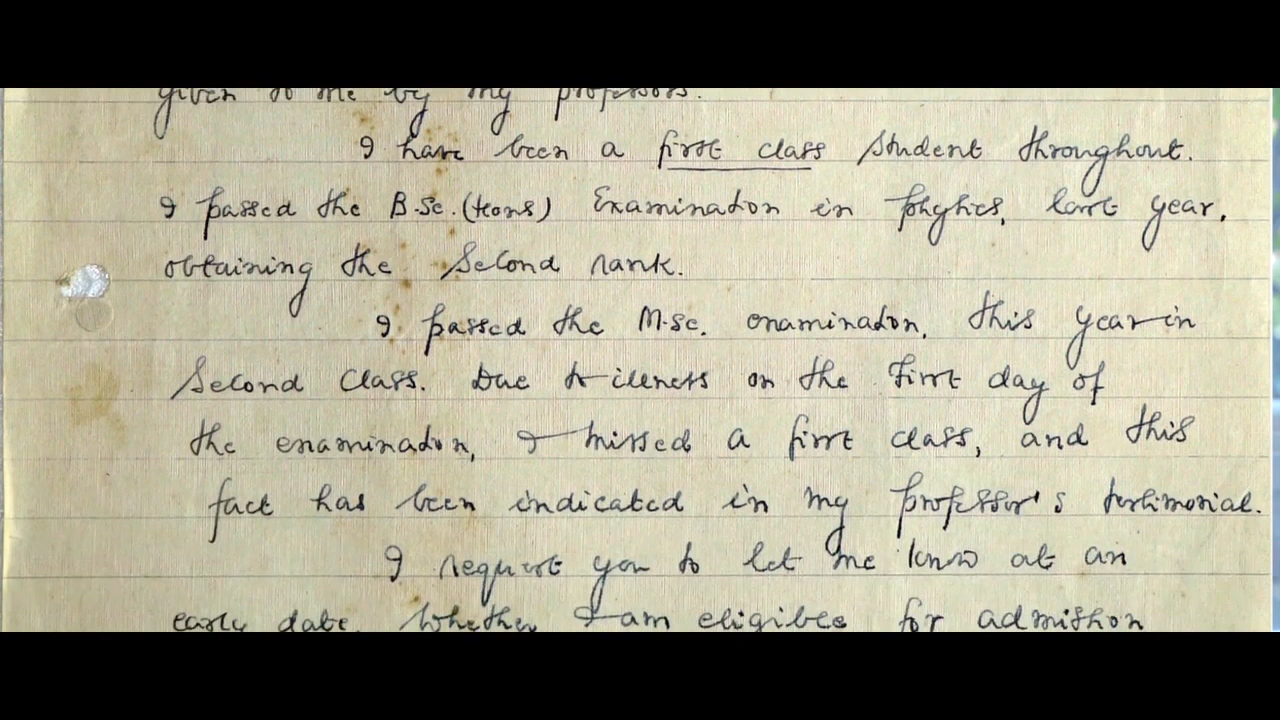 given to me by my professors.
I have been a first class student throughout.
I passed the B.Sc. (Hons) Examination in Physics, last year,
obtaining the second rank.
I passed the M.Sc. examination, this year in
Second Class. Due to illness on the First day of
the examination, I missed a first class, and this
fact has been indicated in my professor's testimonial.
I request you to let me know at an
early date, whether I am eligible for admission